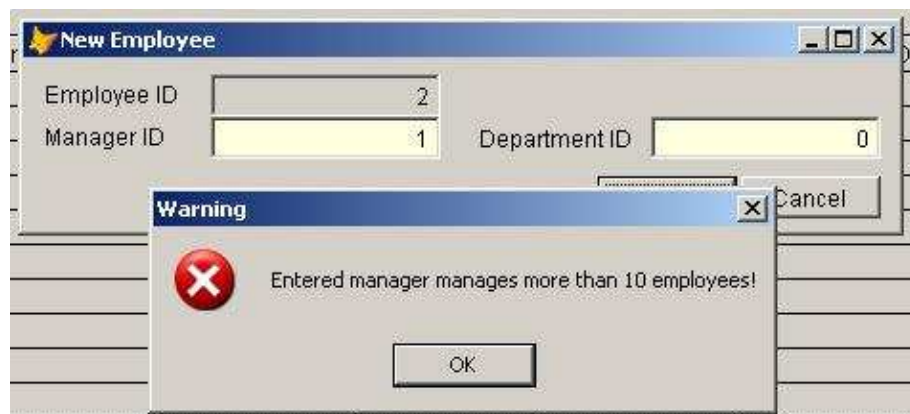 New Employee
Employee ID 2
Manager ID 1 Department ID 0
Cancel
Warning
Entered manager manages more than 10 employees!
OK